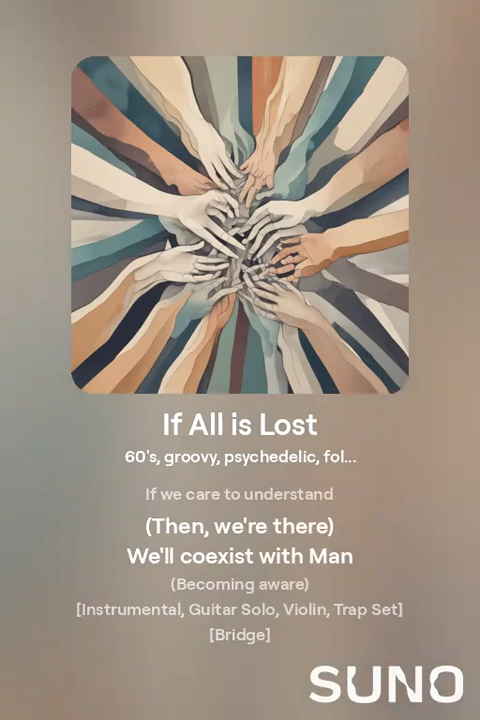 If All is Lost
60's, groovy, psychedelic, fol...
If we care to understand
(Then, we're there)
We'll coexist with Man
(Becoming aware)
[Instrumental, Guitar Solo, Violin, Trap Set]
[Bridge]
SUNO